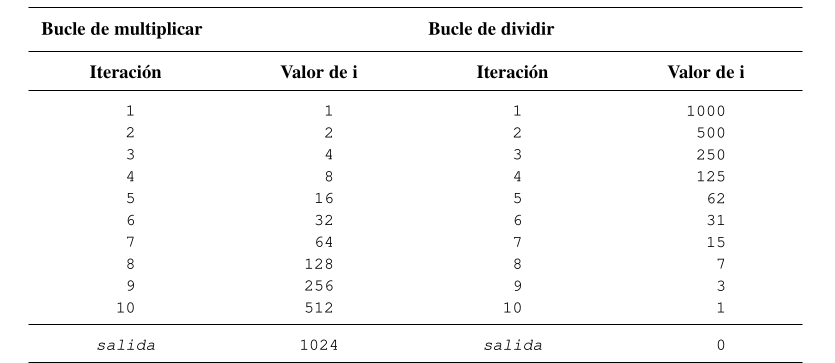 Bucle de multiplicar Bucle de dividir
Iteración Valor de i Iteración Valor de i
1 1 1 1000
2 2 2 500
3 4 3 250
4 8 4 125
5 16 5 62
6 32 6 31
7 64 7 15
8 128 8 7
9 256 9 3
10 512 10 1
salida 1024 salida 0